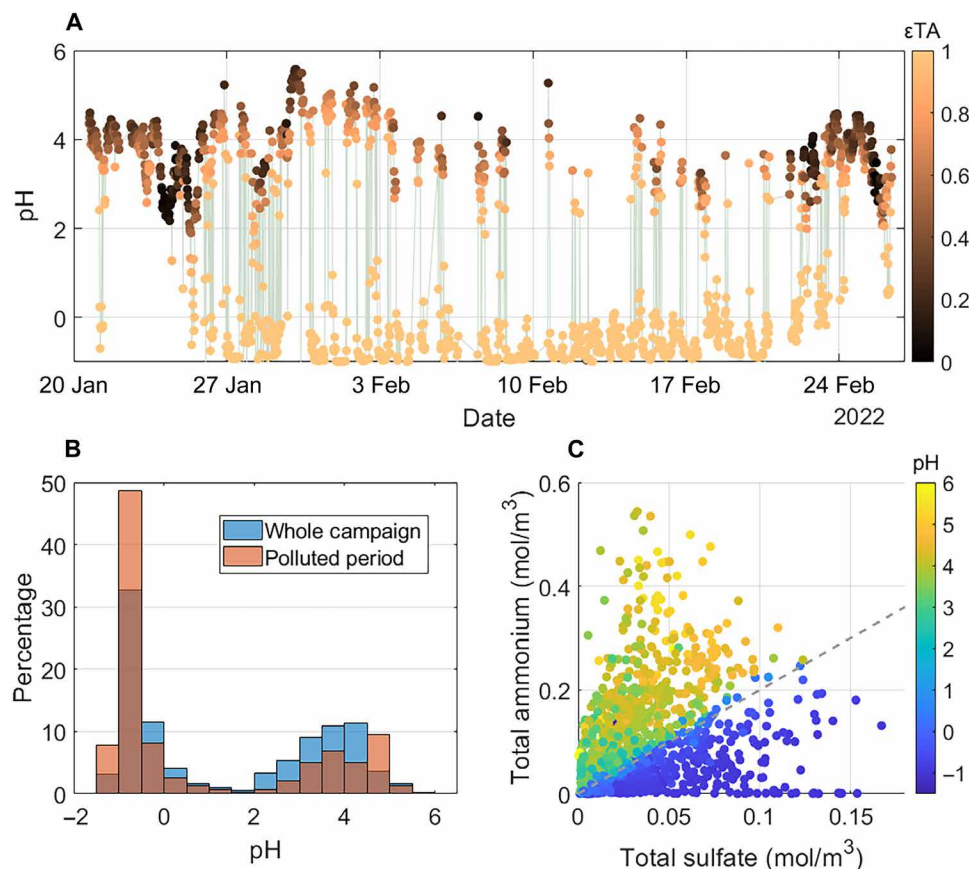 A
εTA
pH
6
4
2
0
1
0.8
0.6
0.4
0.2
0
20 Jan 27 Jan 3 Feb 10 Feb 17 Feb 24 Feb
Date
2022
B
Percentage
50
40
30
20
10
0
Whole campaign
Polluted period
−2 0 2 4 6
pH
C
pH
Total ammonium (mol/m³)
0.6
0.4
0.2
0
6
5
4
3
2
1
0
−1
0 0.05 0.1 0.15
Total sulfate (mol/m³)